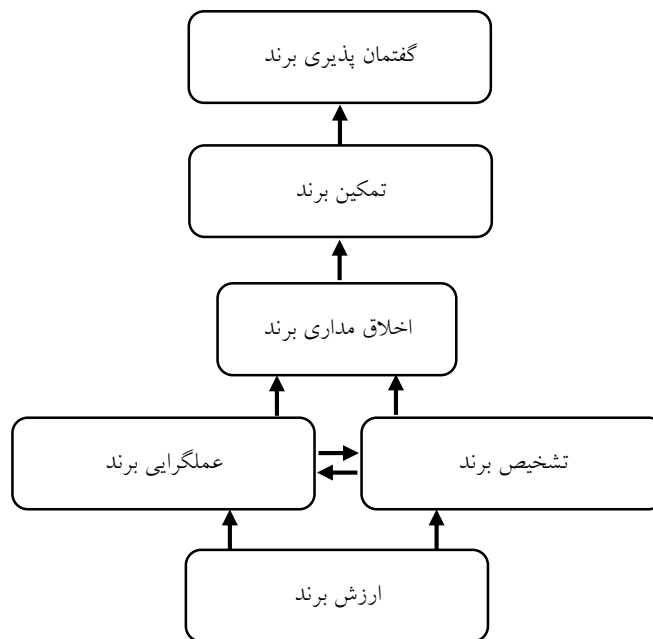 گفتمان پذیری برند
تمکین برند
اخلاق مداری برند
تشخیص برند
عملگرایی برند
ارزش برند